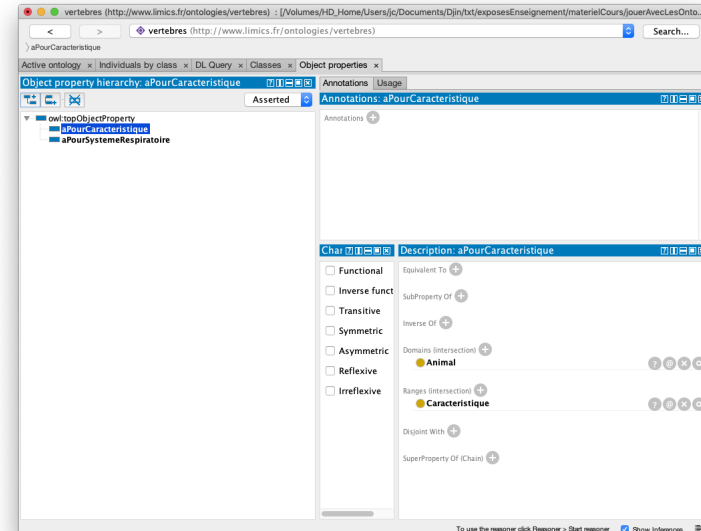 vertebres (http://www.limics.fr/ontologies/vertebres) : [/Volumes/HD_Home/Users/jc/Documents/Djin/txt/exposesEnseignement/materielCours/jouerAvecLesOnto...
< > vertebres (http://www.limics.fr/ontologies/vertebres) Search...
aPourCaracteristique
Active ontology × Individuals by class × DL Query × Classes × Object properties ×
Object property hierarchy: aPourCaracteristique
Asserted
owl:topObjectProperty
aPourCaracteristique
aPourSystemeRespiratoire
Annotations Usage
Annotations: aPourCaracteristique
Annotations
Char
Functional
Inverse funct
Transitive
Symmetric
Asymmetric
Reflexive
Irreflexive
Description: aPourCaracteristique
Equivalent To
SubProperty Of
Inverse Of
Domains (intersection)
Animal
Ranges (intersection)
Caracteristique
Disjoint With
SuperProperty Of (Chain)
To use the reasoner click Reasoner > Start reasoner Show Inferences